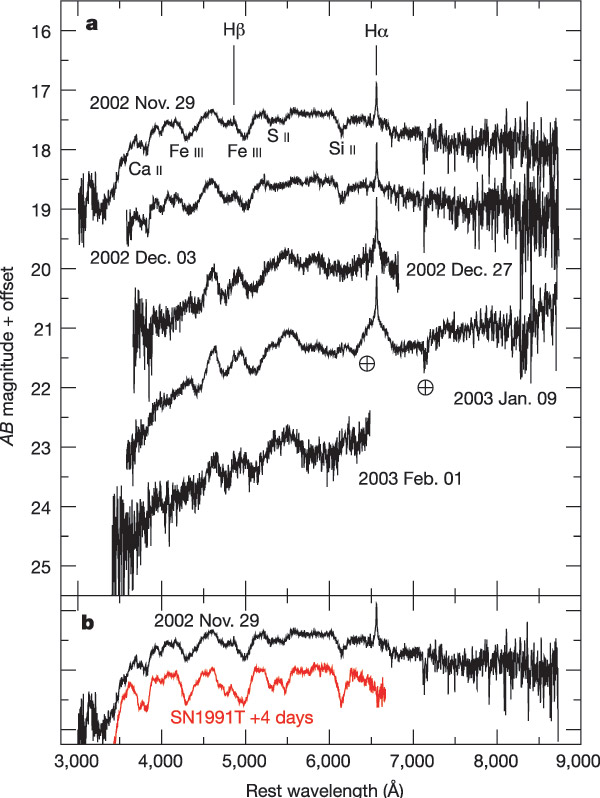 a
Hβ
Hα
16
17
18
19
20
21
22
23
24
25
AB magnitude + offset
2002 Nov. 29
Ca II
Fe III
Fe III
S II
Si II
2002 Dec. 03
2002 Dec. 27
⊕
⊕
2003 Jan. 09
2003 Feb. 01
b
2002 Nov. 29
SN1991T +4 days
3,000 4,000 5,000 6,000 7,000 8,000 9,000
Rest wavelength (Å)